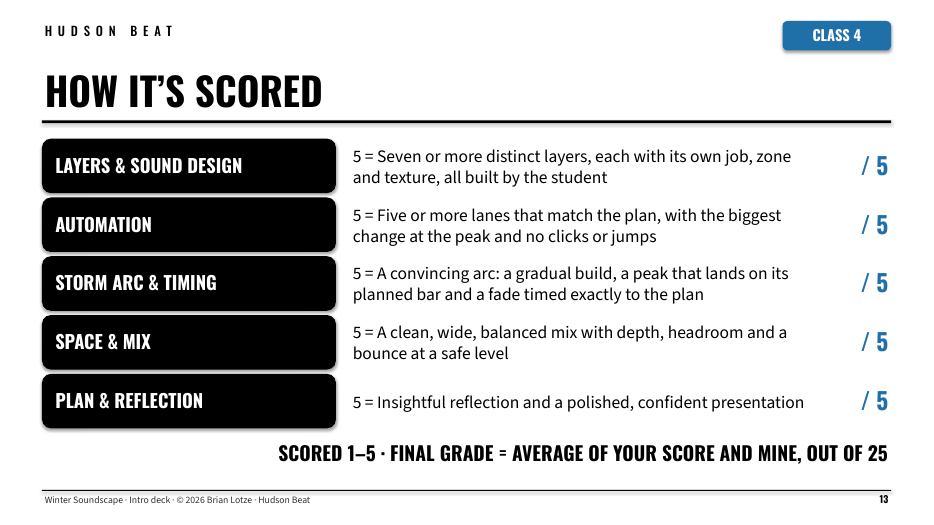 HUDSON BEAT
CLASS 4
HOW IT’S SCORED
LAYERS & SOUND DESIGN
5 = Seven or more distinct layers, each with its own job, zone
and texture, all built by the student
/ 5
AUTOMATION
5 = Five or more lanes that match the plan, with the biggest
change at the peak and no clicks or jumps
/ 5
STORM ARC & TIMING
5 = A convincing arc: a gradual build, a peak that lands on its
planned bar and a fade timed exactly to the plan
/ 5
SPACE & MIX
5 = A clean, wide, balanced mix with depth, headroom and a
bounce at a safe level
/ 5
PLAN & REFLECTION
5 = Insightful reflection and a polished, confident presentation
/ 5
SCORED 1–5 · FINAL GRADE = AVERAGE OF YOUR SCORE AND MINE, OUT OF 25
Winter Soundscape · Intro deck · © 2026 Brian Lotze · Hudson Beat
13